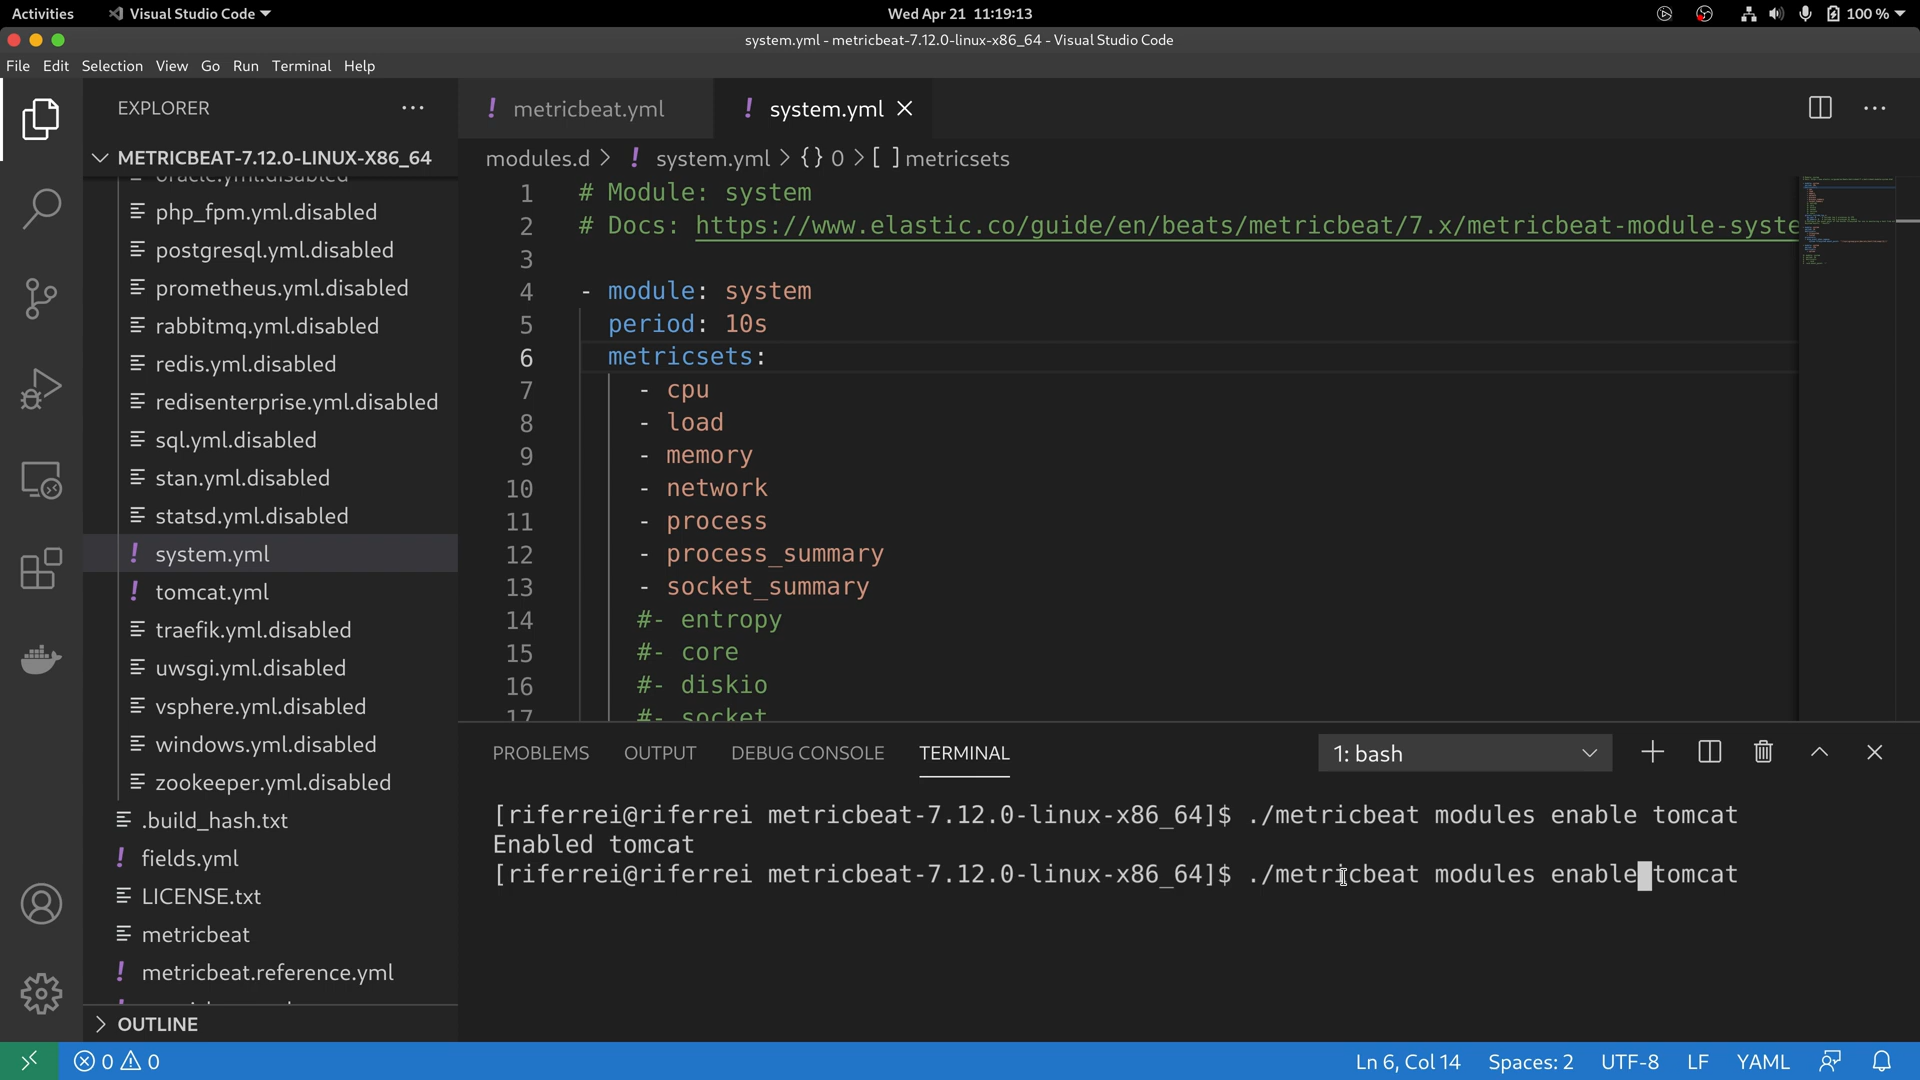 Activities
Visual Studio Code
Wed Apr 21 11:19:13
100 %
system.yml - metricbeat-7.12.0-linux-x86_64 - Visual Studio Code
File Edit Selection View Go Run Terminal Help
EXPLORER
METRICBEAT-7.12.0-LINUX-X86_64
oracle.yml.disabled
php_fpm.yml.disabled
postgresql.yml.disabled
prometheus.yml.disabled
rabbitmq.yml.disabled
redis.yml.disabled
redisenterprise.yml.disabled
sql.yml.disabled
stan.yml.disabled
statsd.yml.disabled
! system.yml
! tomcat.yml
traefik.yml.disabled
uwsgi.yml.disabled
vsphere.yml.disabled
windows.yml.disabled
zookeeper.yml.disabled
.build_hash.txt
! fields.yml
LICENSE.txt
metricbeat
! metricbeat.reference.yml
OUTLINE
! metricbeat.yml
! system.yml
modules.d > ! system.yml > {} 0 > [ ] metricsets
1 # Module: system
2 # Docs: https://www.elastic.co/guide/en/beats/metricbeat/7.x/metricbeat-module-syste
3
4 - module: system
5 period: 10s
6 metricsets:
7 - cpu
8 - load
9 - memory
10 - network
11 - process
12 - process_summary
13 - socket_summary
14 #- entropy
15 #- core
16 #- diskio
17 #- socket
PROBLEMS OUTPUT DEBUG CONSOLE TERMINAL
1: bash
[riferrei@riferrei metricbeat-7.12.0-linux-x86_64]$ ./metricbeat modules enable tomcat
Enabled tomcat
[riferrei@riferrei metricbeat-7.12.0-linux-x86_64]$ ./metricbeat modules enable tomcat
0 0
Ln 6, Col 14 Spaces: 2 UTF-8 LF YAML